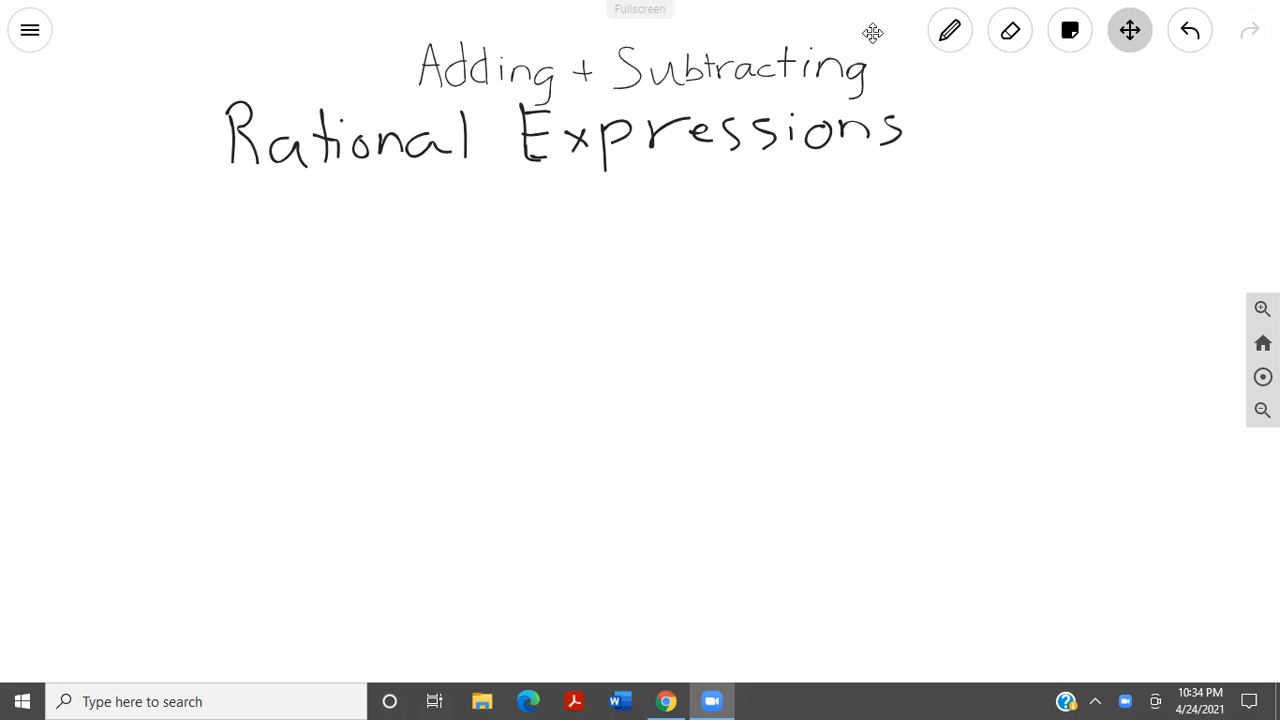 Fullscreen
Adding + Subtracting
Rational Expressions
Type here to search
10:34 PM
4/24/2021